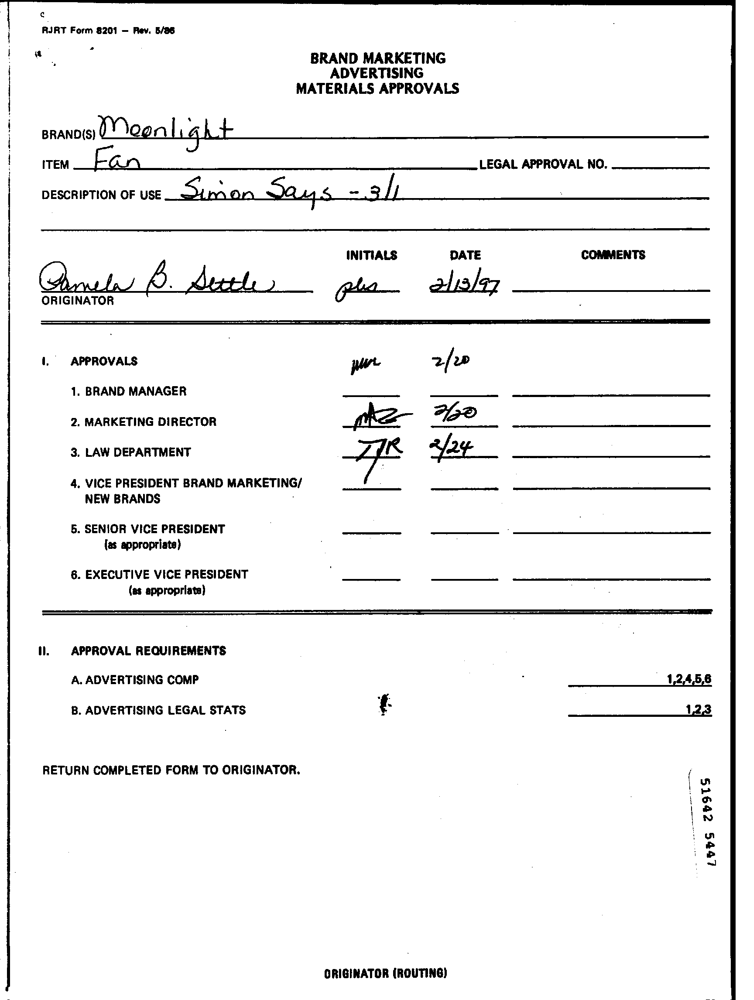 RJRT Form 8201 — Rev. 5/86
BRAND MARKETING
ADVERTISING
MATERIALS APPROVALS
BRAND(S) Moonlight
ITEM Fan LEGAL APPROVAL NO.
DESCRIPTION OF USE Simon Says - 3/1
INITIALS DATE COMMENTS
Pamela B. Settle pbs 2/13/97
ORIGINATOR
I. APPROVALS 2/20
1. BRAND MANAGER
2. MARKETING DIRECTOR 2/20
3. LAW DEPARTMENT TJR 2/24
4. VICE PRESIDENT BRAND MARKETING/
NEW BRANDS
5. SENIOR VICE PRESIDENT
(as appropriate)
6. EXECUTIVE VICE PRESIDENT
(as appropriate)
II. APPROVAL REQUIREMENTS
A. ADVERTISING COMP 1,2,4,5,6
B. ADVERTISING LEGAL STATS 1,2,3
RETURN COMPLETED FORM TO ORIGINATOR.
51642 5447
ORIGINATOR (ROUTING)